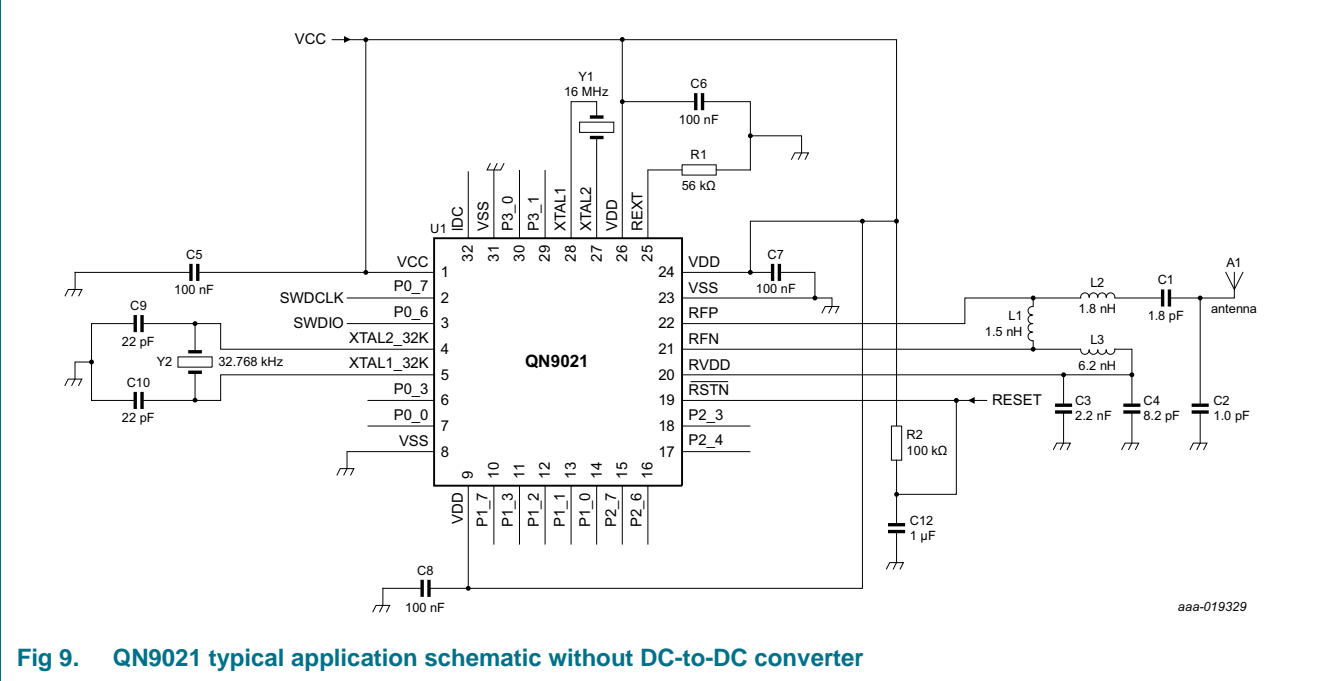 VCC
Y1
16 MHz
C6
100 nF
R1
56 kΩ
U1
IDC
VSS
P3_0
P3_1
XTAL1
XTAL2
VDD
REXT
32
31
30
29
28
27
26
25
C5
100 nF
VCC
1
SWDCLK
P0_7
2
SWDIO
P0_6
3
C9
22 pF
XTAL2_32K
4
Y2
32.768 kHz
XTAL1_32K
5
C10
22 pF
P0_3
6
P0_0
7
VSS
8
QN9021
24
VDD
C7
100 nF
23
VSS
22
RFP
21
RFN
20
RVDD
19
RSTN
RESET
18
P2_3
17
P2_4
L1
1.5 nH
L2
1.8 nH
C1
1.8 pF
A1
antenna
L3
6.2 nH
C3
2.2 nF
C4
8.2 pF
C2
1.0 pF
R2
100 kΩ
C12
1 μF
9
10
11
12
13
14
15
16
VDD
P1_7
P1_3
P1_2
P1_1
P1_0
P2_7
P2_6
C8
100 nF
aaa-019329
Fig 9. QN9021 typical application schematic without DC-to-DC converter